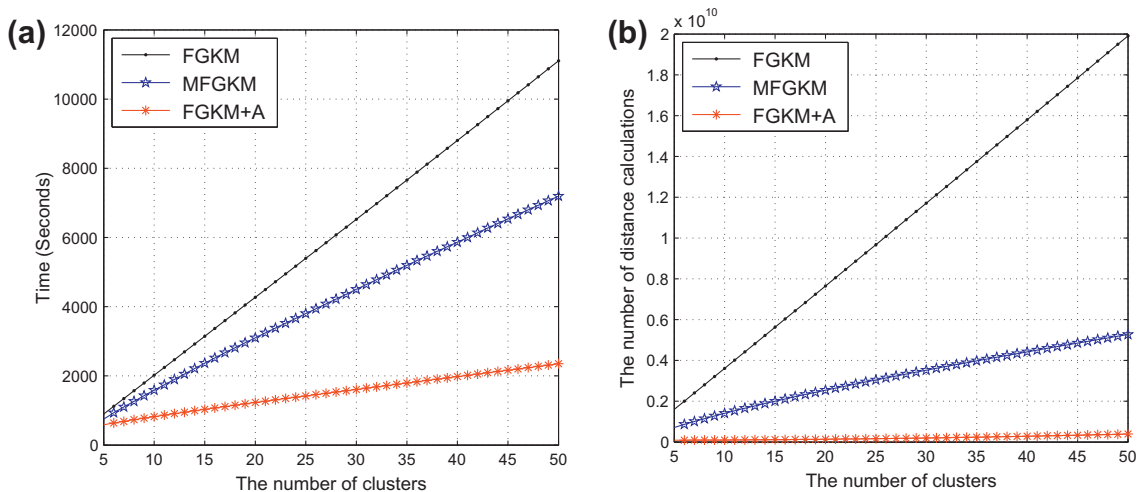 (a)
12000
10000
8000
6000
4000
2000
0
Time (Seconds)
FGKM
MFGKM
FGKM+A
5 10 15 20 25 30 35 40 45 50
The number of clusters
(b)
x 10^10
2
1.8
1.6
1.4
1.2
1
0.8
0.6
0.4
0.2
0
The number of distance calculations
FGKM
MFGKM
FGKM+A
5 10 15 20 25 30 35 40 45 50
The number of clusters